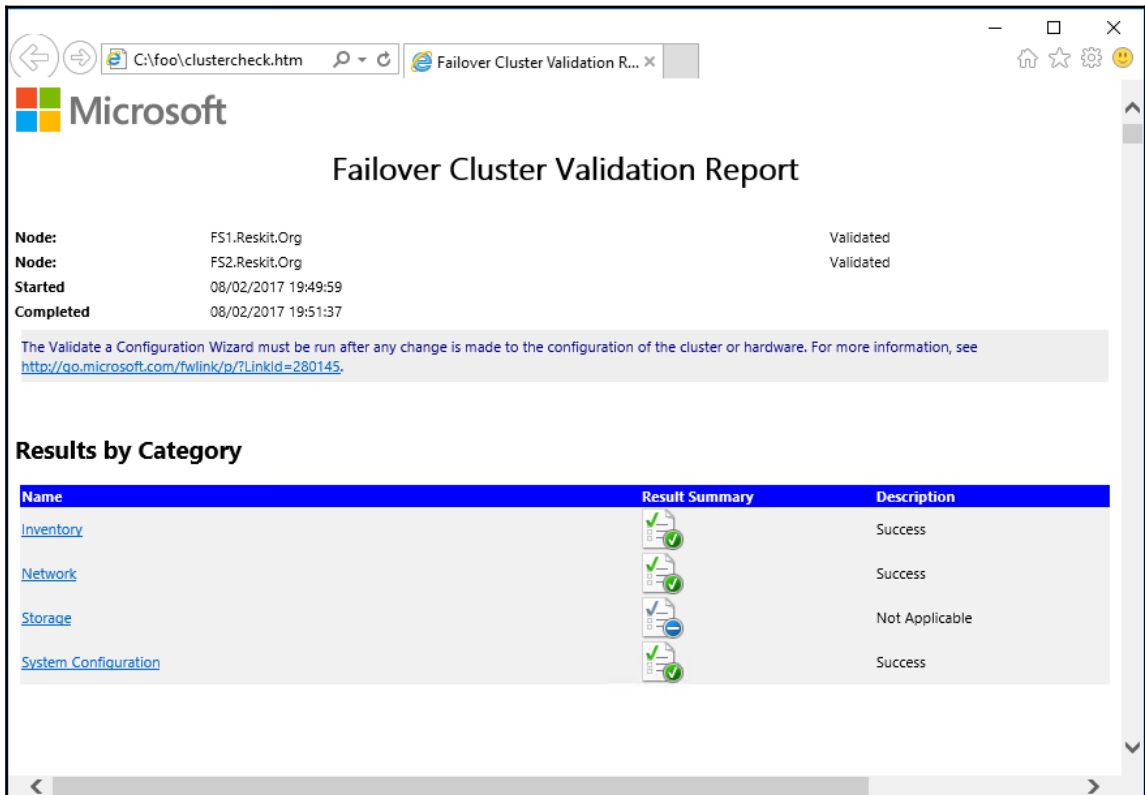 C:\foo\clustercheck.htm
Failover Cluster Validation R...
Microsoft
Failover Cluster Validation Report
Node: FS1.Reskit.Org Validated
Node: FS2.Reskit.Org Validated
Started 08/02/2017 19:49:59
Completed 08/02/2017 19:51:37
The Validate a Configuration Wizard must be run after any change is made to the configuration of the cluster or hardware. For more information, see
http://go.microsoft.com/fwlink/p/?LinkId=280145.
Results by Category
Name Result Summary Description
Inventory Success
Network Success
Storage Not Applicable
System Configuration Success